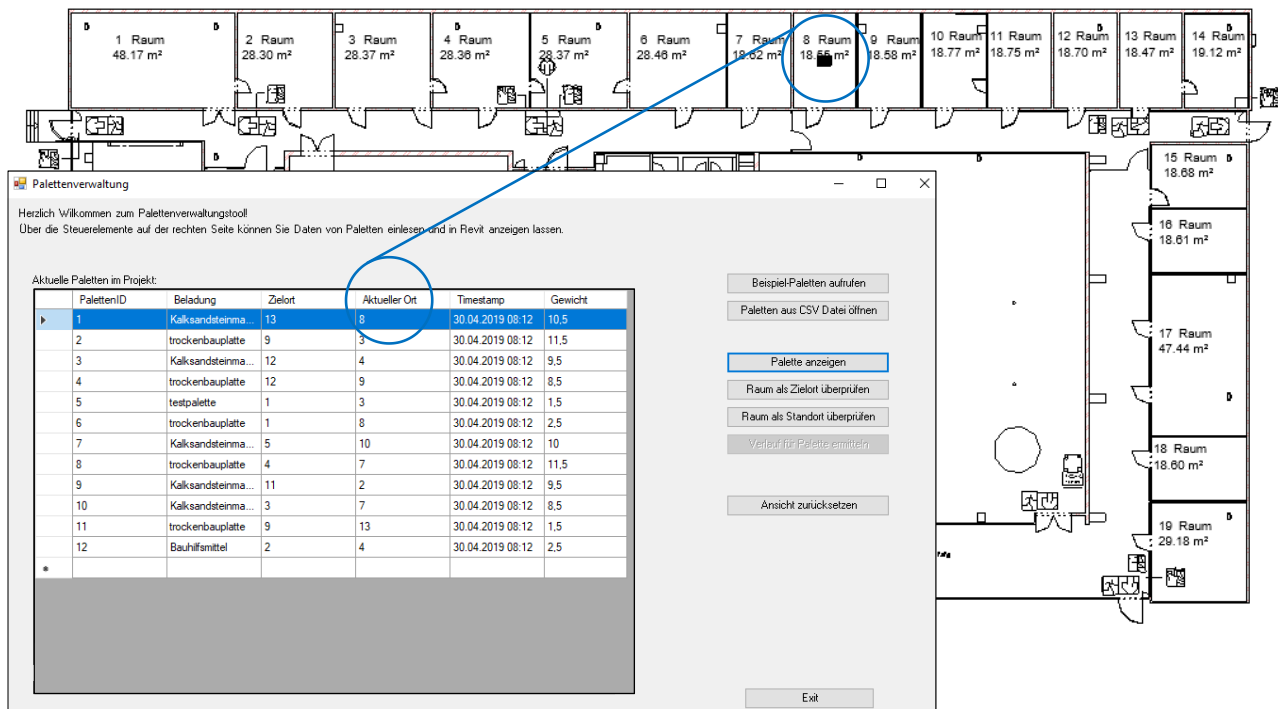 1 Raum
48.17 m²
2 Raum
28.30 m²
3 Raum
28.37 m²
4 Raum
28.36 m²
5 Raum
28.37 m²
6 Raum
28.46 m²
7 Raum
18.62 m²
8 Raum
18.55 m²
9 Raum
18.58 m²
10 Raum
18.77 m²
11 Raum
18.75 m²
12 Raum
18.70 m²
13 Raum
18.47 m²
14 Raum
19.12 m²
15 Raum
18.68 m²
16 Raum
18.61 m²
17 Raum
47.44 m²
18 Raum
18.60 m²
19 Raum
29.18 m²
Palettenverwaltung
Herzlich Wilkommen zum Palettenverwaltungstool!
Über die Steuerelemente auf der rechten Seite können Sie Daten von Paletten einlesen und in Revit anzeigen lassen.
Aktuelle Paletten im Projekt:
PalettenID Beladung Zielort Aktueller Ort Timestamp Gewicht
1 Kalksandsteinma... 13 8 30.04.2019 08:12 10,5
2 trockenbauplatte 9 3 30.04.2019 08:12 11,5
3 Kalksandsteinma... 12 4 30.04.2019 08:12 9,5
4 trockenbauplatte 12 9 30.04.2019 08:12 8,5
5 testpalette 1 3 30.04.2019 08:12 1,5
6 trockenbauplatte 1 8 30.04.2019 08:12 2,5
7 Kalksandsteinma... 5 10 30.04.2019 08:12 10
8 trockenbauplatte 4 7 30.04.2019 08:12 11,5
9 Kalksandsteinma... 11 2 30.04.2019 08:12 9,5
10 Kalksandsteinma... 3 7 30.04.2019 08:12 8,5
11 trockenbauplatte 9 13 30.04.2019 08:12 1,5
12 Bauhilfsmittel 2 4 30.04.2019 08:12 2,5
Beispiel-Paletten aufrufen
Paletten aus CSV Datei öffnen
Palette anzeigen
Raum als Zielort überprüfen
Raum als Standort überprüfen
Verlauf für Palette ermitteln
Ansicht zurücksetzen
Exit